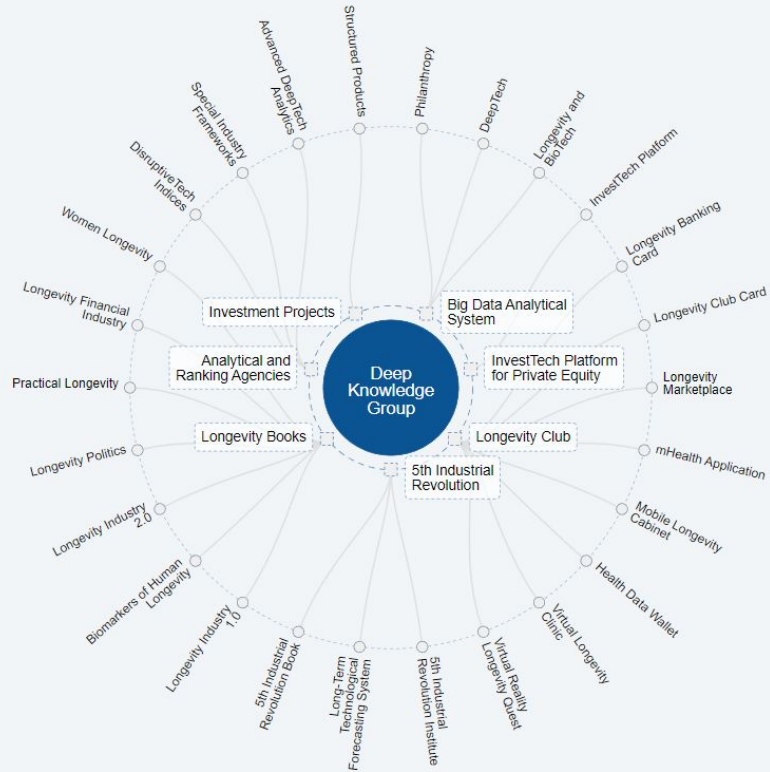 Structured Products
Philanthropy
DeepTech
Longevity and
BioTech
InvestTech Platform
Longevity Banking
Card
Longevity Club Card
Longevity
Marketplace
mHealth Application
Mobile Longevity
Cabinet
Health Data Wallet
Virtual Longevity
Clinic
Virtual Reality
Longevity Quest
5th Industrial
Revolution Institute
Long-Term
Technological
Forecasting System
5th Industrial
Revolution Book
Longevity Industry
1.0
Biomarkers of Human
Longevity
Longevity Industry
2.0
Longevity Politics
Practical Longevity
Longevity Financial
Industry
Women Longevity
DisruptiveTech
Indices
Special Industry
Frameworks
Advanced DeepTech
Analytics
Investment Projects
Big Data Analytical
System
Analytical and
Ranking Agencies
Deep
Knowledge
Group
InvestTech Platform
for Private Equity
Longevity Books
Longevity Club
5th Industrial
Revolution